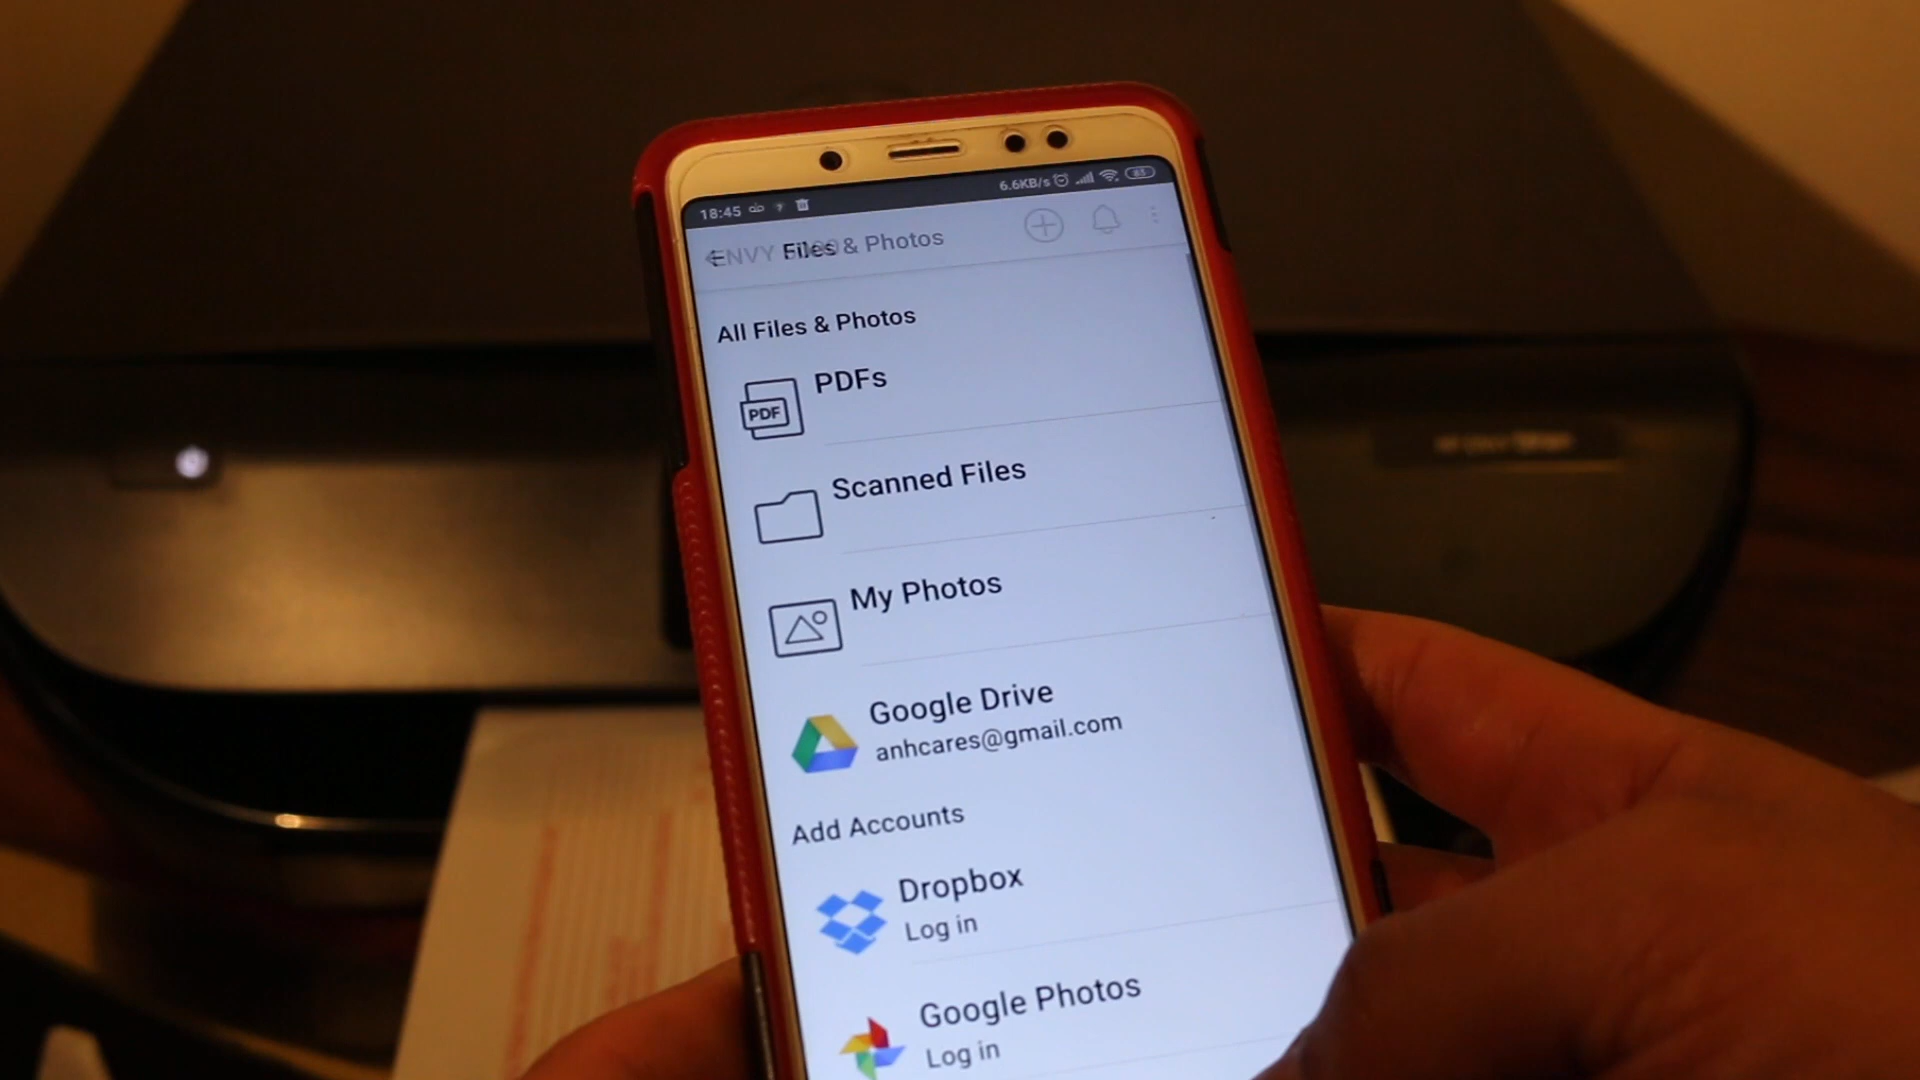 18:45 6.6KB/s 85
ENVY Files & Photos
All Files & Photos
PDFs
PDF
Scanned Files
My Photos
Google Drive
anhcares@gmail.com
Add Accounts
Dropbox
Log in
Google Photos
Log in